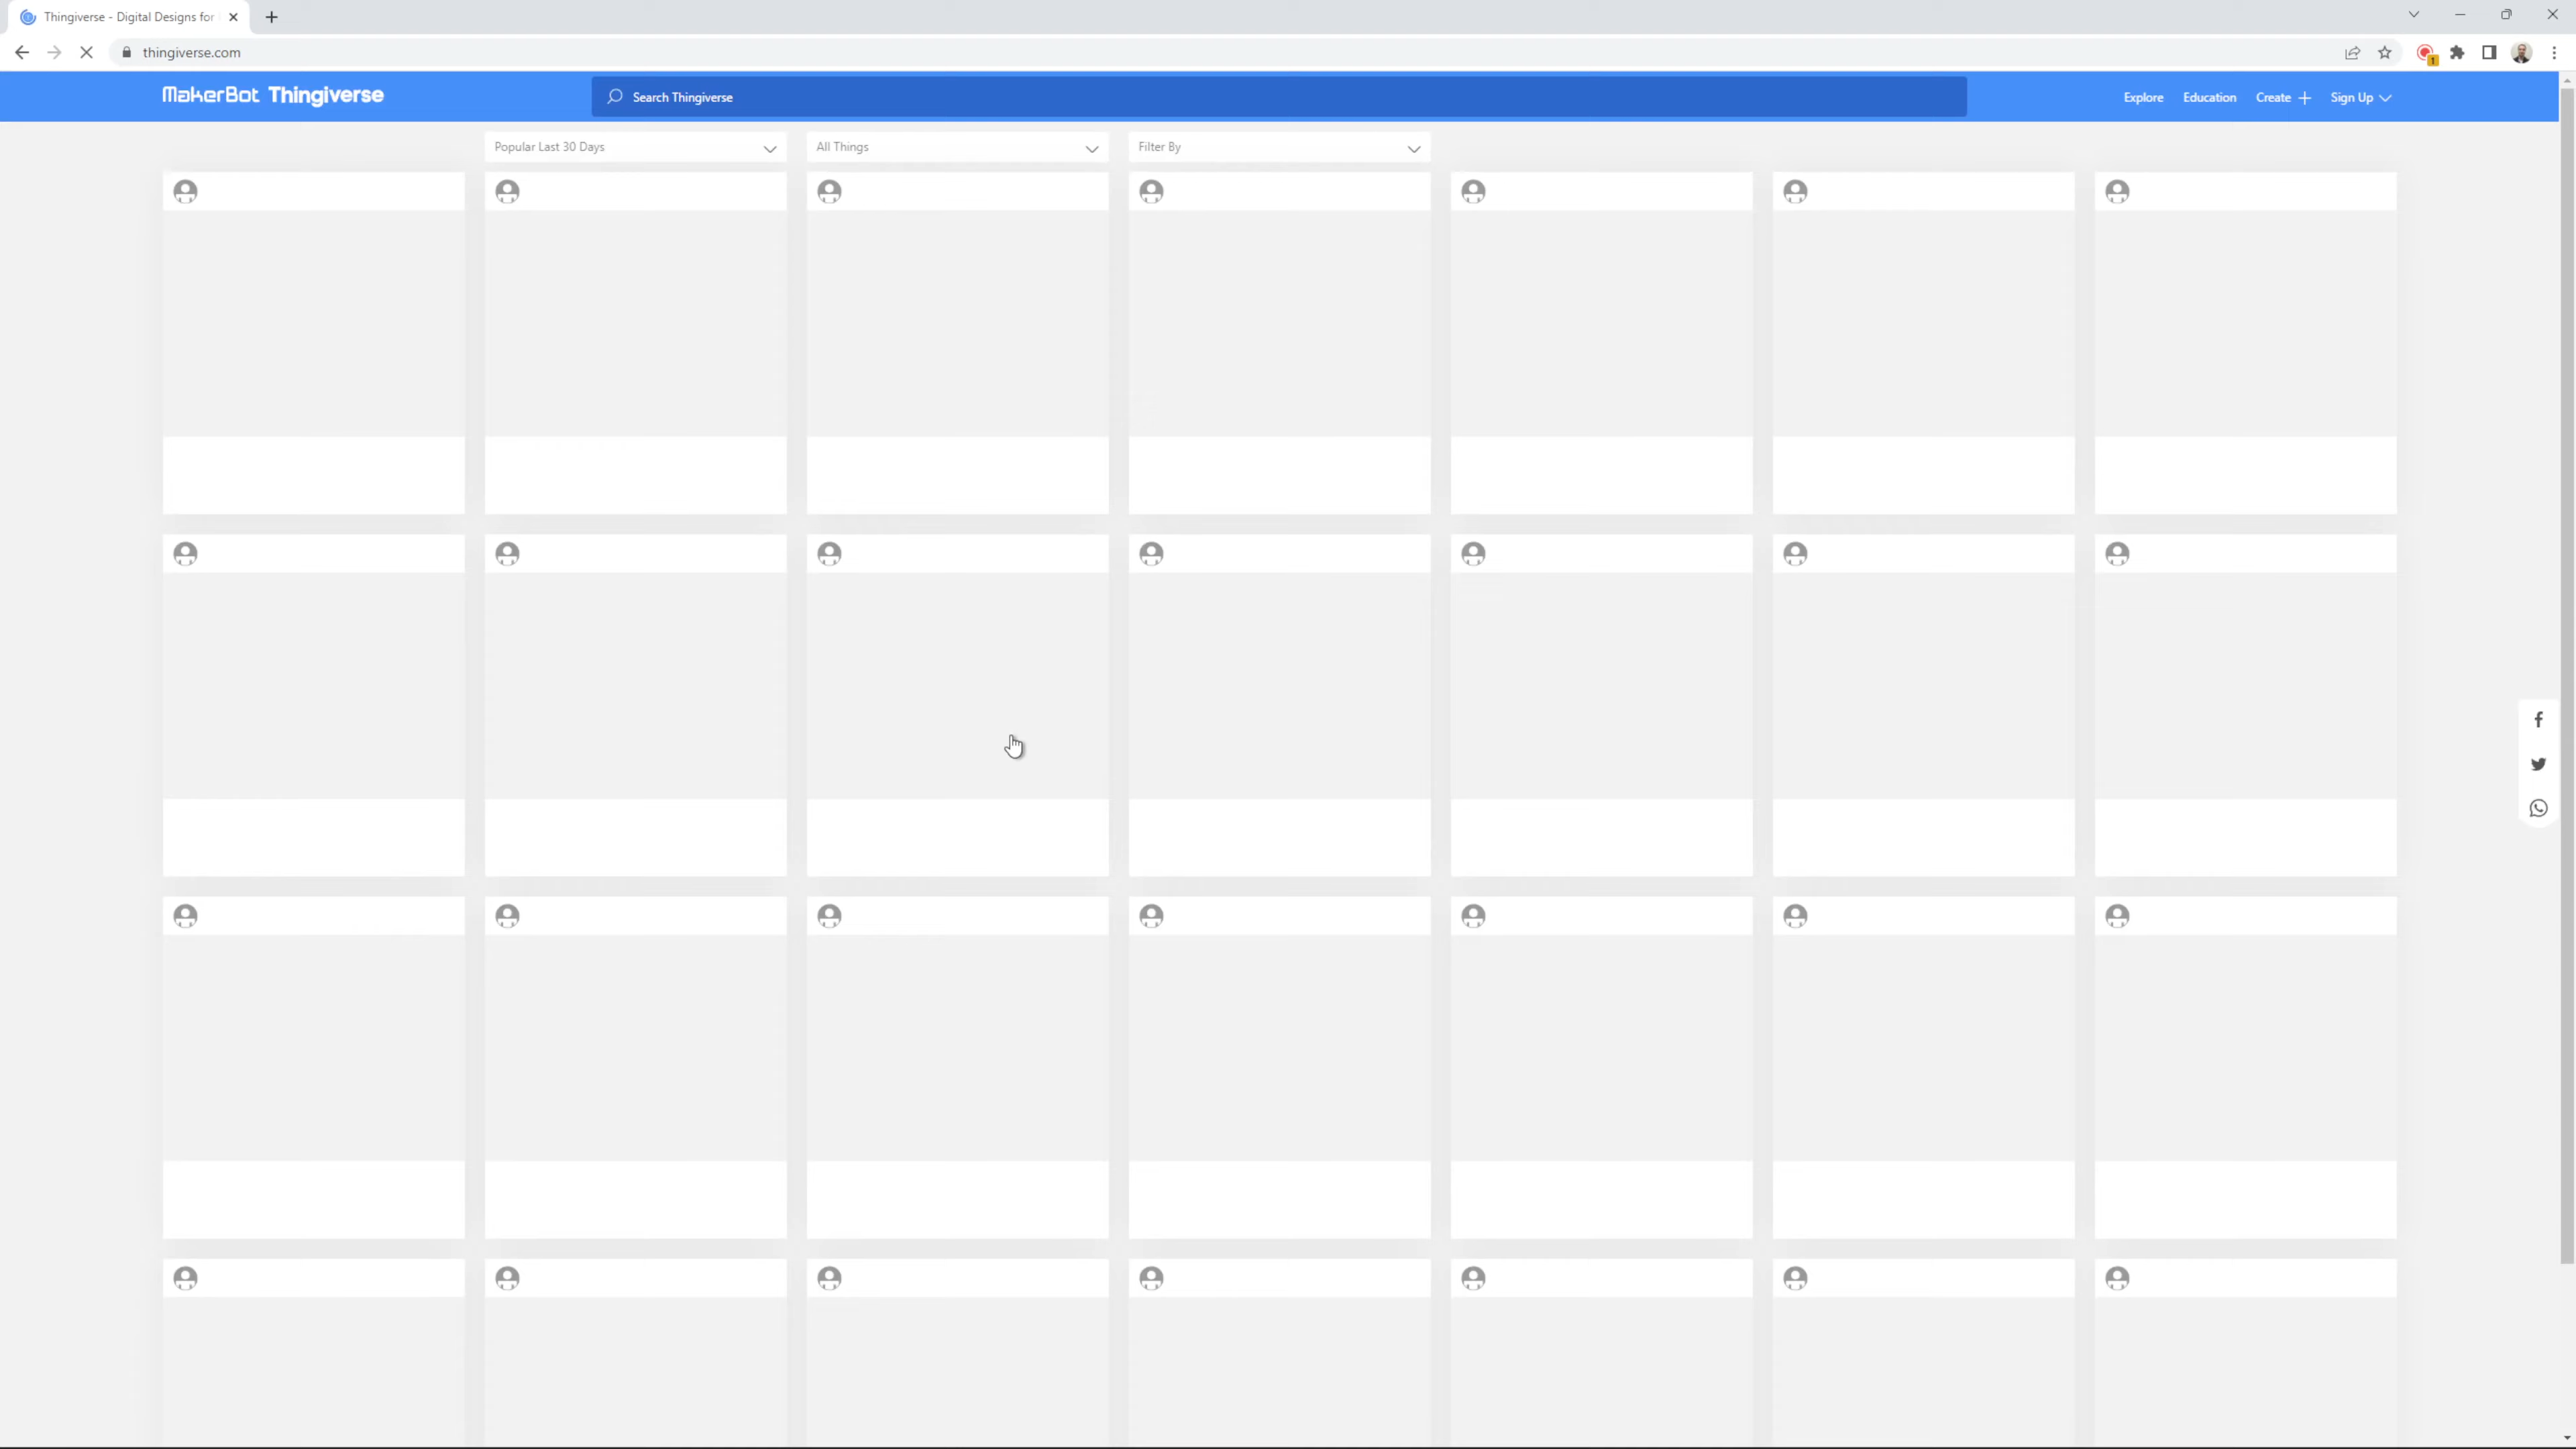 Thingiverse - Digital Designs for
thingiverse.com
1
MakerBot Thingiverse
Search Thingiverse
Explore
Education
Create
Sign Up
Popular Last 30 Days
All Things
Filter By